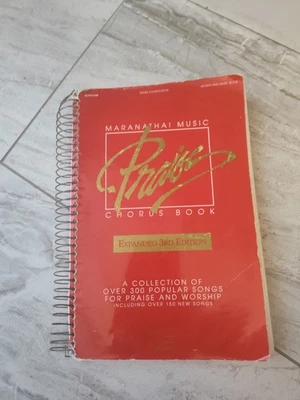 MARANATHA! MUSIC
Praise
CHORUS BOOK
EXPANDED 3RD EDITION
A COLLECTION OF
OVER 300 POPULAR SONGS
FOR PRAISE AND WORSHIP
INCLUDING OVER 150 NEW SONGS